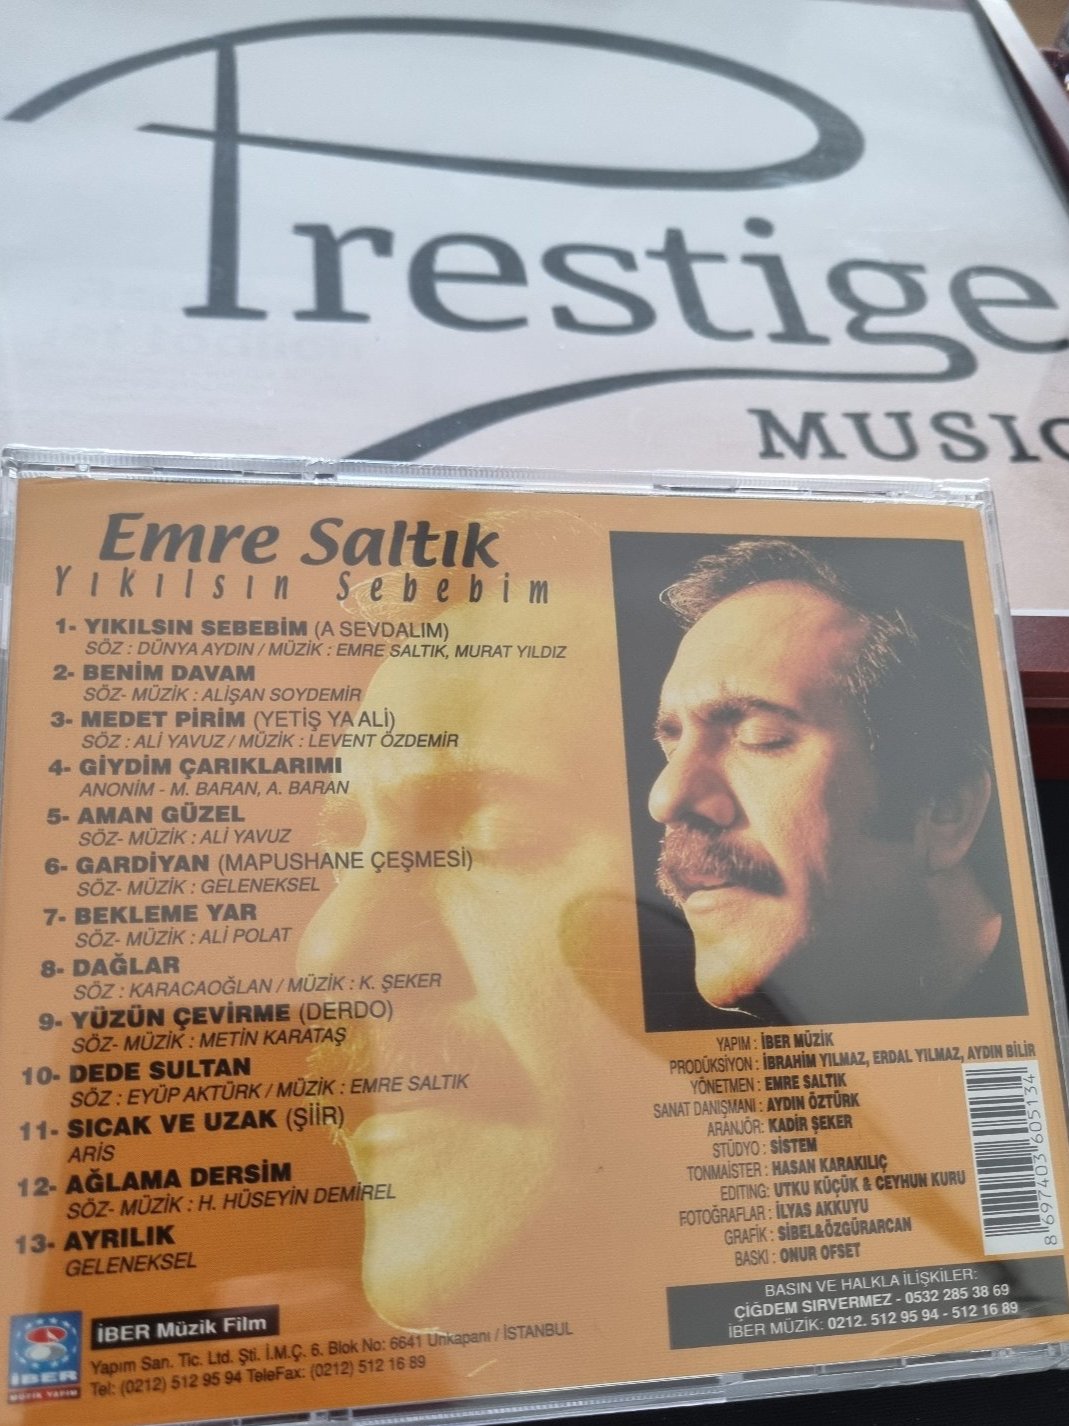 Prestige
MUSIC
Emre Saltık
Yıkılsın Sebebim
1- YIKILSIN SEBEBİM (A SEVDALIM)
SÖZ : DÜNYA AYDIN / MÜZİK : EMRE SALTIK, MURAT YILDIZ
2- BENİM DAVAM
SÖZ- MÜZİK : ALİŞAN SOYDEMİR
3- MEDET PİRİM (YETİŞ YA ALİ)
SÖZ : ALİ YAVUZ / MÜZİK : LEVENT ÖZDEMİR
4- GİYDİM ÇARIKLARIMI
ANONİM - M. BARAN, A. BARAN
5- AMAN GÜZEL
SÖZ- MÜZİK : ALİ YAVUZ
6- GARDİYAN (MAPUSHANE ÇEŞMESİ)
SÖZ- MÜZİK : GELENEKSEL
7- BEKLEME YAR
SÖZ- MÜZİK : ALİ POLAT
8- DAĞLAR
SÖZ : KARACAOĞLAN / MÜZİK : K. ŞEKER
9- YÜZÜN ÇEVİRME (DERDO)
SÖZ- MÜZİK : METİN KARATAŞ
10- DEDE SULTAN
SÖZ : EYÜP AKTÜRK / MÜZİK : EMRE SALTIK
11- SICAK VE UZAK (ŞİİR)
ARİS
12- AĞLAMA DERSİM
SÖZ- MÜZİK : H. HÜSEYİN DEMİREL
13- AYRILIK
GELENEKSEL
YAPIM : İBER MÜZİK
PRODÜKSİYON : İBRAHİM YILMAZ, ERDAL YILMAZ, AYDIN BİLİR
YÖNETMEN : EMRE SALTIK
SANAT DANIŞMANI : AYDIN ÖZTÜRK
ARANJÖR: KADİR ŞEKER
STÜDYO : SİSTEM
TONMAİSTER : HASAN KARAKILIÇ
EDITING: UTKU KÜÇÜK & CEYHUN KURU
FOTOĞRAFLAR : İLYAS AKKUYU
GRAFİK : SİBEL&ÖZGÜRARCAN
BASKI : ONUR OFSET
8 697403 605134
BASIN VE HALKLA İLİŞKİLER:
ÇİĞDEM SIRVERMEZ - 0532 285 38 69
İBER MÜZİK: 0212. 512 95 94 - 512 16 89
İBER
MÜZİK YAPIM
İBER Müzik Film
Yapım San. Tic. Ltd. Şti. İ.M.Ç. 6. Blok No: 6641 Unkapanı / İSTANBUL
Tel: (0212) 512 95 94 TeleFax: (0212) 512 16 89